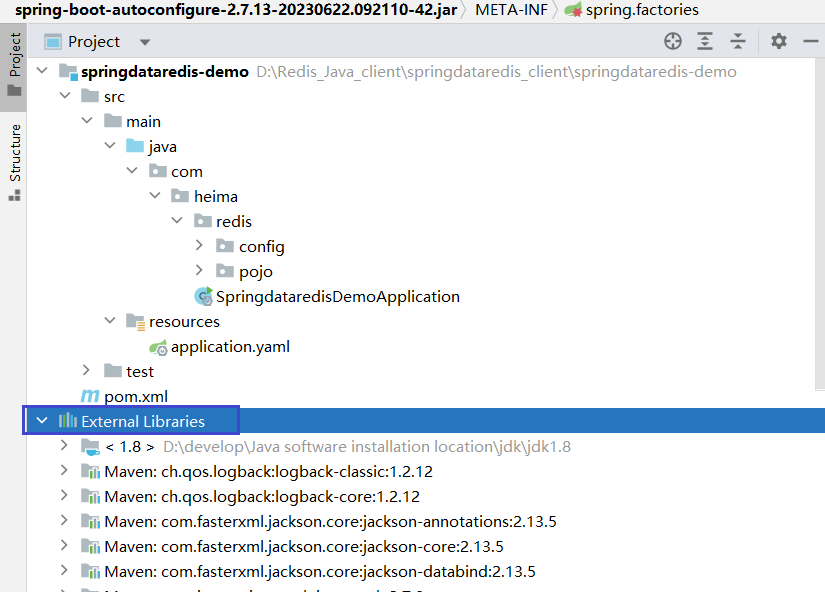 spring-boot-autoconfigure-2.7.13-20230622.092110-42.jar META-INF spring.factories
Project
Project
Structure
springdataredis-demo D:\Redis_Java_client\springdataredis_client\springdataredis-demo
src
main
java
com
heima
redis
config
pojo
SpringdataredisDemoApplication
resources
application.yaml
test
pom.xml
External Libraries
< 1.8 > D:\develop\Java software installation location\jdk\jdk1.8
Maven: ch.qos.logback:logback-classic:1.2.12
Maven: ch.qos.logback:logback-core:1.2.12
Maven: com.fasterxml.jackson.core:jackson-annotations:2.13.5
Maven: com.fasterxml.jackson.core:jackson-core:2.13.5
Maven: com.fasterxml.jackson.core:jackson-databind:2.13.5